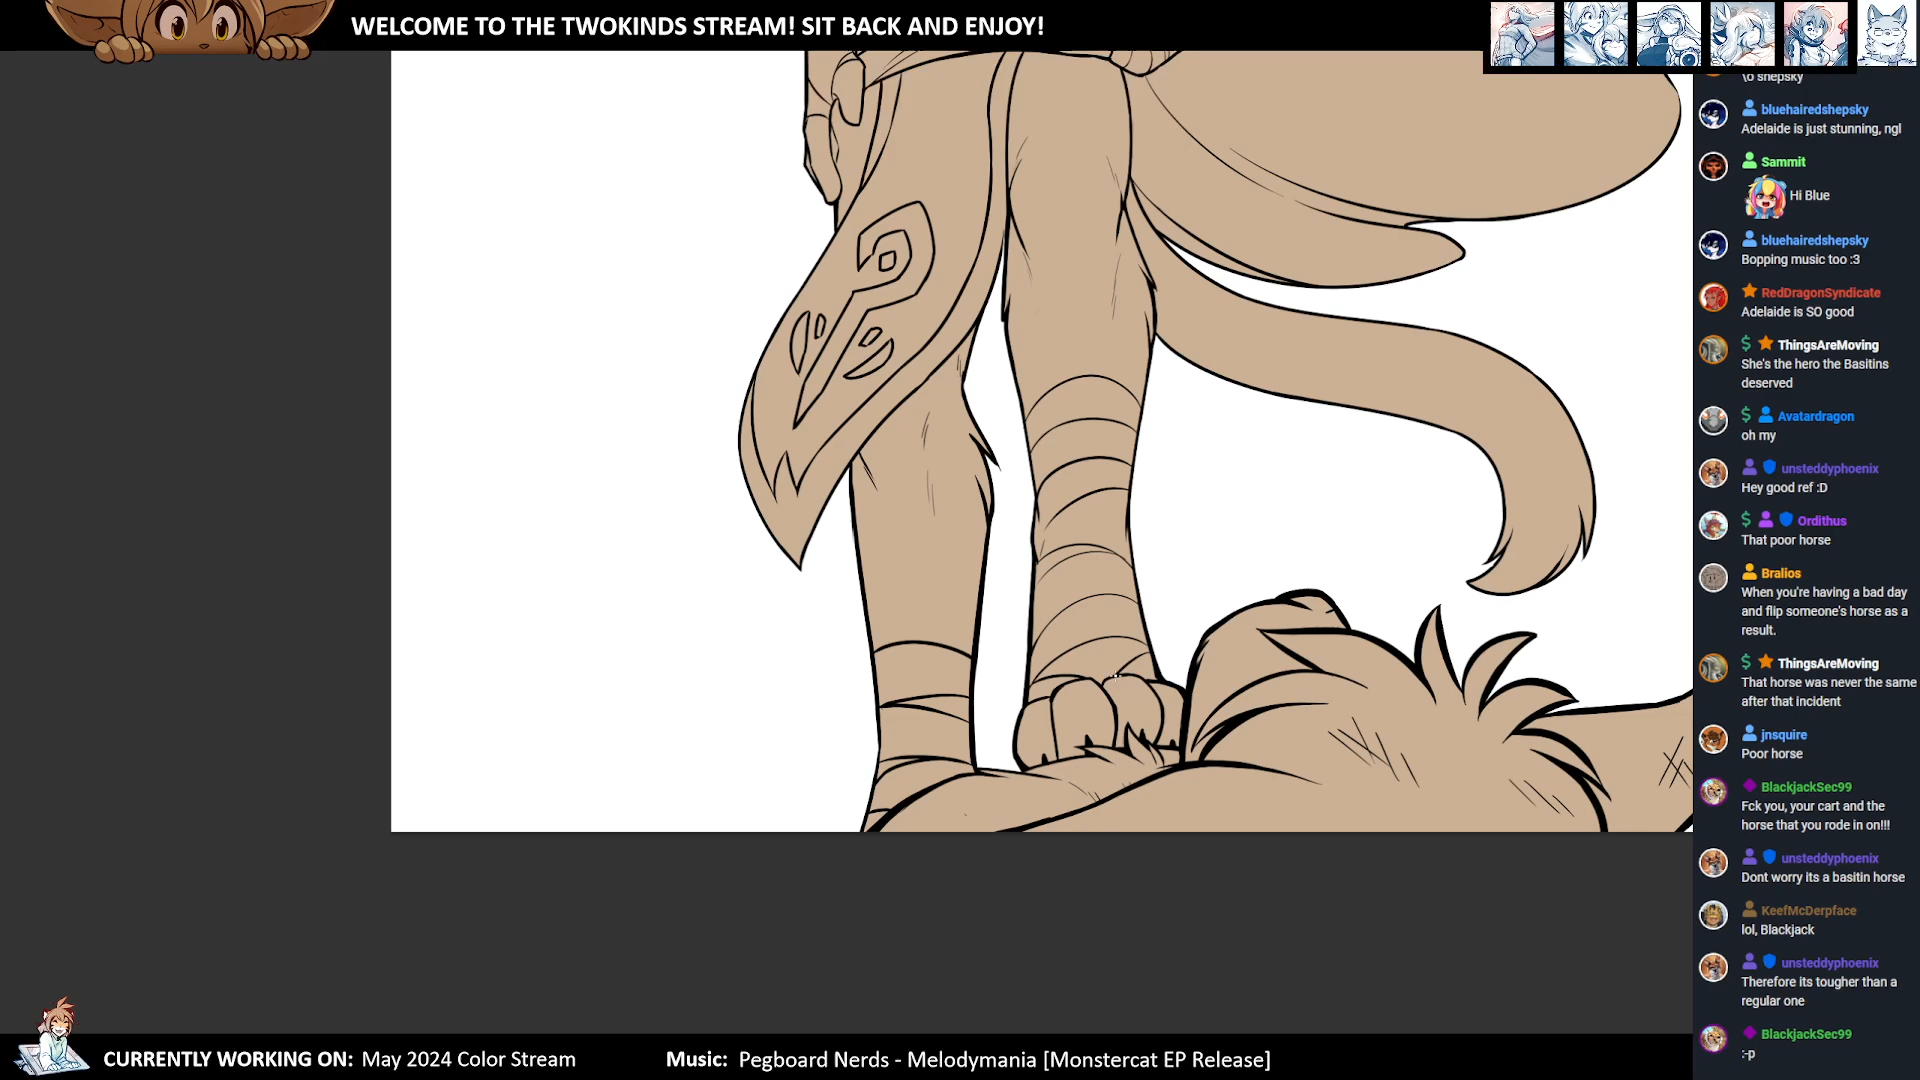 WELCOME TO THE TWOKINDS STREAM! SIT BACK AND ENJOY!
\o shepsky
bluehairedshepsky
Adelaide is just stunning, ngl
Sammit
Hi Blue
bluehairedshepsky
Bopping music too :3
RedDragonSyndicate
Adelaide is SO good
$ ThingsAreMoving
She's the hero the Basitins
deserved
$ Avatardragon
oh my
unsteddyphoenix
Hey good ref :D
$ Ordithus
That poor horse
Bralios
When you're having a bad day
and flip someone's horse as a
result.
$ ThingsAreMoving
That horse was never the same
after that incident
jnsquire
Poor horse
BlackjackSec99
Fck you, your cart and the
horse that you rode in on!!!
unsteddyphoenix
Dont worry its a basitin horse
KeefMcDerpface
lol, Blackjack
unsteddyphoenix
Therefore its tougher than a
regular one
BlackjackSec99
:-p
CURRENTLY WORKING ON: May 2024 Color Stream
Music: Pegboard Nerds - Melodymania [Monstercat EP Release]